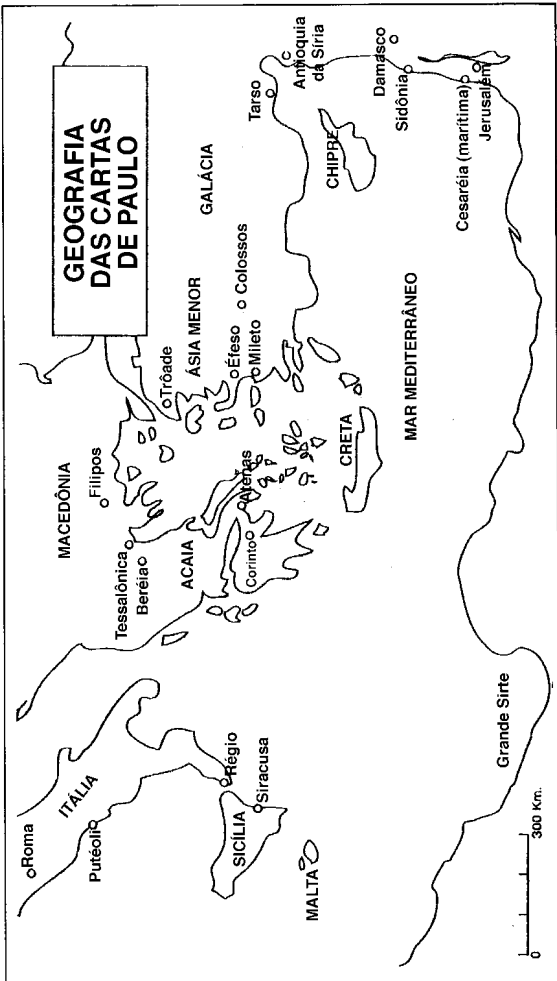 GEOGRAFIA
DAS CARTAS
DE PAULO
Roma
ITÁLIA
Putéoli
Régio
SICÍLIA
Siracusa
MALTA
MACEDÔNIA
Filipos
Tessalônica
Beréia
ACAIA
Corinto
Atenas
CRETA
Trôade
ÁSIA MENOR
Éfeso
Mileto
Colossos
GALÁCIA
Tarso
Antioquia
da Síria
CHIPRE
Damasco
Sidônia
Cesaréia (marítima)
Jerusalém
MAR MEDITERRÂNEO
Grande Sirte
0
300 Km.